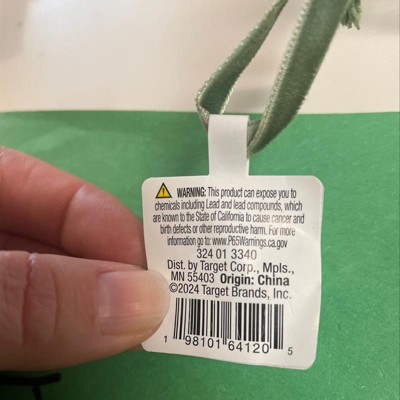 ⚠ WARNING: This product can expose you to
chemicals including Lead and lead compounds, which
are known to the State of California to cause cancer and
birth defects or other reproductive harm. For more
information go to: www.P65Warnings.ca.gov
324 01 3340
Dist. by Target Corp., Mpls.,
MN 55403 Origin: China
©2024 Target Brands, Inc.
1 98101 64120 5